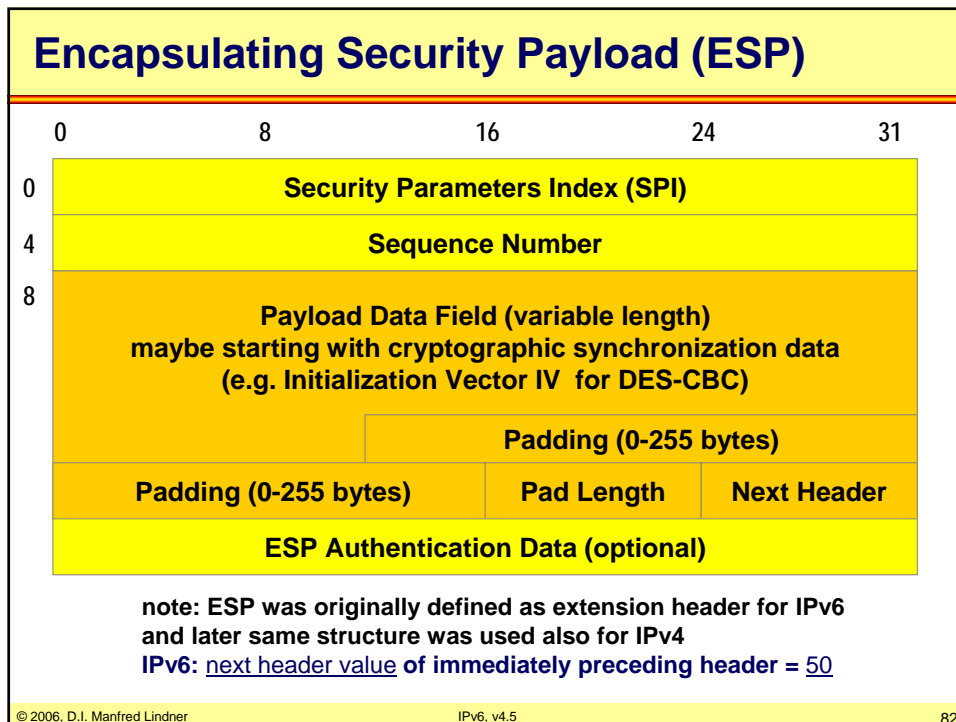 Encapsulating Security Payload (ESP)
0 8 16 24 31
0 Security Parameters Index (SPI)
4 Sequence Number
8
Payload Data Field (variable length)
maybe starting with cryptographic synchronization data
(e.g. Initialization Vector IV for DES-CBC)
Padding (0-255 bytes)
Padding (0-255 bytes) Pad Length Next Header
ESP Authentication Data (optional)
note: ESP was originally defined as extension header for IPv6
and later same structure was used also for IPv4
IPv6: next header value of immediately preceding header = 50
© 2006, D.I. Manfred Lindner IPv6, v4.5 82